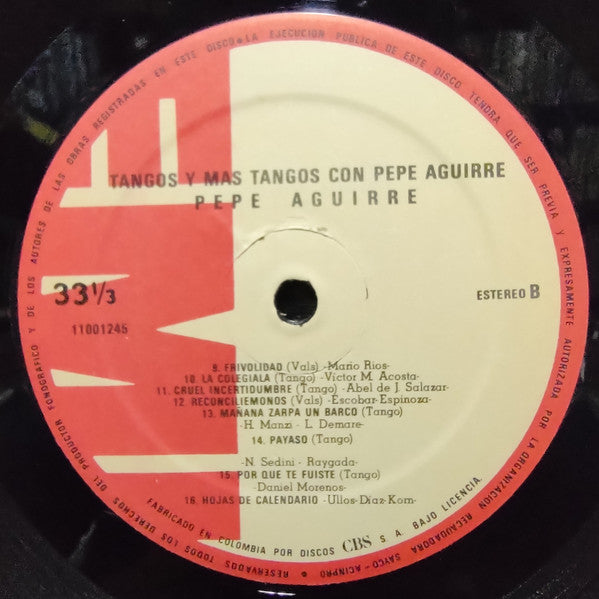 TANGOS Y MAS TANGOS CON PEPE AGUIRRE
PEPE AGUIRRE
33⅓
11001245
ESTEREO B
9. FRIVOLIDAD (Vals) -Mario Rios-
10. LA COLEGIALA (Tango) -Victor M. Acosta-
11. CRUEL INCERTIDUMBRE (Tango) - Abel de J. Salazar-
12. RECONCILIEMONOS (Vals) -Escobar-Espinoza-
13. MAÑANA ZARPA UN BARCO (Tango)
-H. Manzi - L. Demare-
14. PAYASO (Tango)
-N. Sedini - Raygada-
15. POR QUE TE FUISTE (Tango)
-Daniel Morenos-
16. HOJAS DE CALENDARIO -Ullos-Díaz-Kom-
FABRICADO EN COLOMBIA POR DISCOS CBS S. A. BAJO LICENCIA.
RESERVADOS TODOS LOS DERECHOS DEL PRODUCTOR FONOGRAFICO Y DE LOS AUTORES DE LAS OBRAS REGISTRADAS EN ESTE DISCO • LA EJECUCION PUBLICA DE ESTE DISCO TENDRA QUE SER PREVIA Y EXPRESAMENTE AUTORIZADA POR LA ORGANIZACION RECAUDADORA SAYCO-ACINPRO •